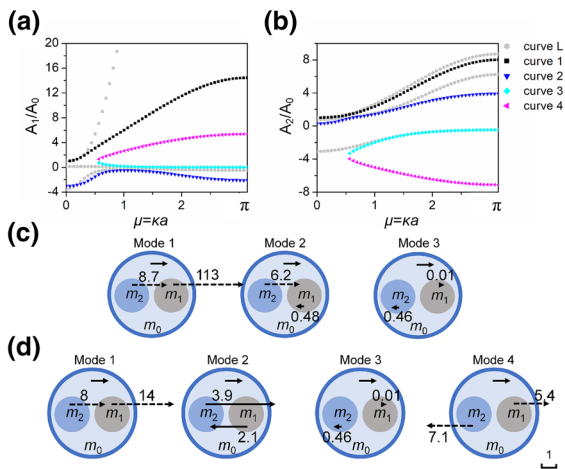 (a)
A₁/A₀
20
16
12
8
4
0
-4
0
1
2
π
μ=κa
(b)
A₂/A₀
12
8
4
0
-4
-8
0
1
2
π
μ=κa
curve L
curve 1
curve 2
curve 3
curve 4
(c)
Mode 1
8.7
113
m₂
m₁
m₀
Mode 2
6.2
m₂
m₁
0.48
m₀
Mode 3
0.01
m₂
m₁
0.46
m₀
(d)
Mode 1
8
14
m₂
m₁
m₀
Mode 2
3.9
m₂
m₁
2.1
m₀
Mode 3
0.01
m₂
m₁
0.46
m₀
Mode 4
5.4
m₂
m₁
7.1
m₀
1